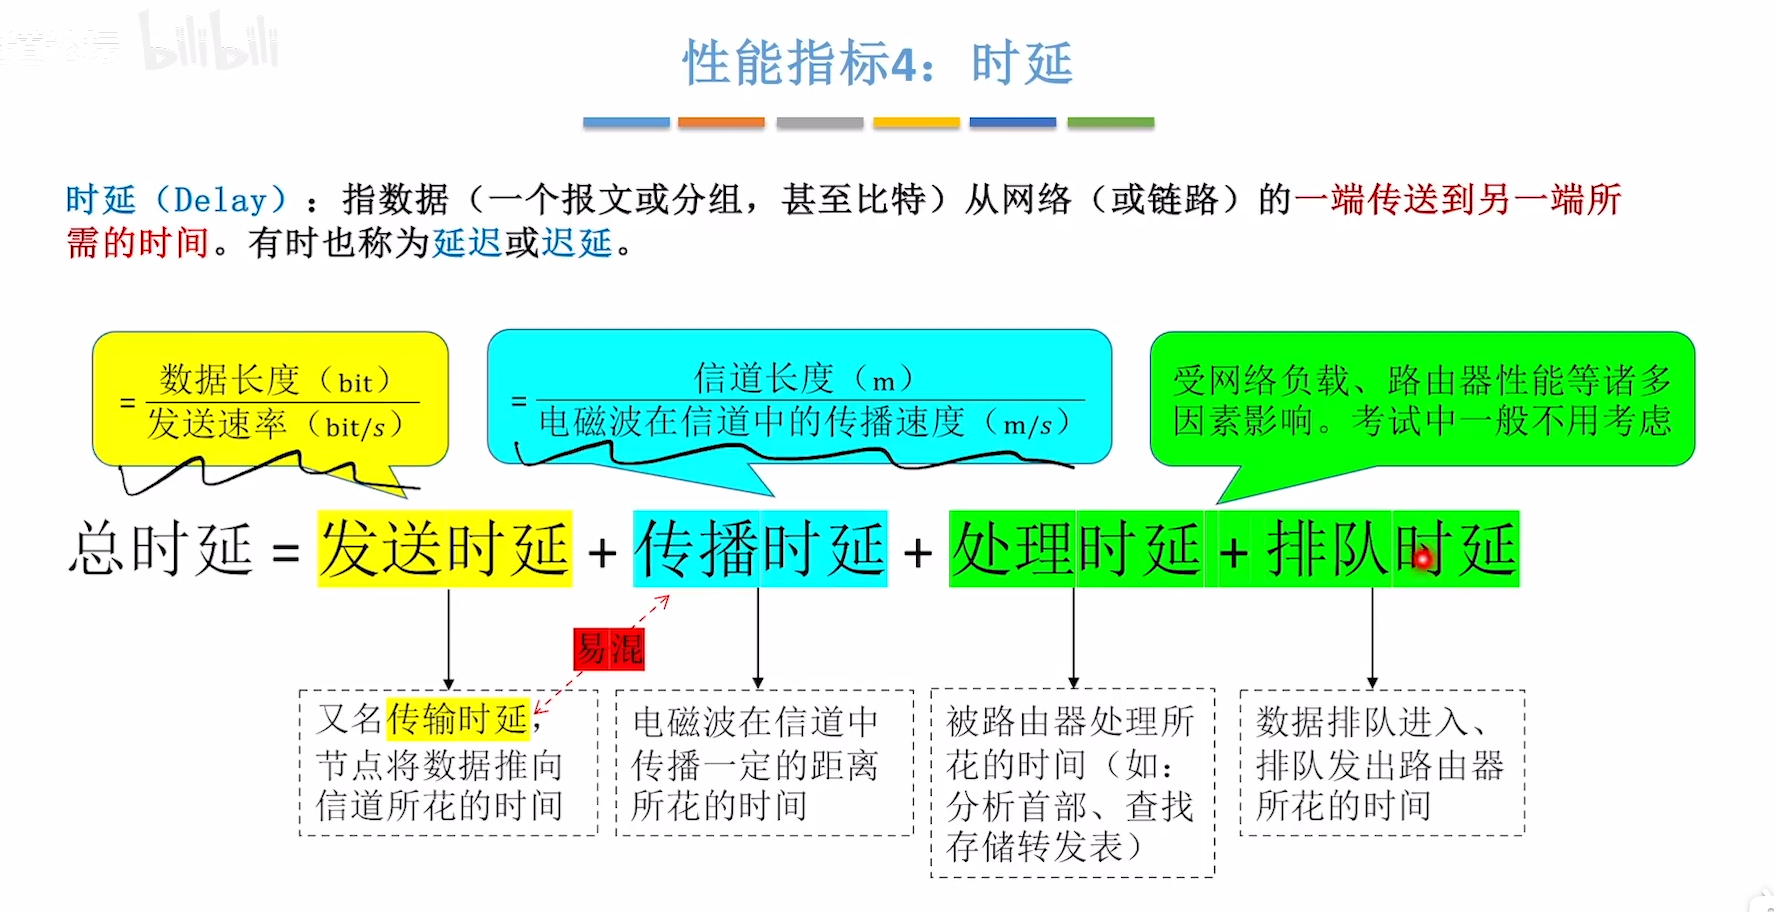 bilibili
性能指标4：时延
时延（Delay）：指数据（一个报文或分组，甚至比特）从网络（或链路）的一端传送到另一端所
需的时间。有时也称为延迟或迟延。
= 数据长度（bit）
发送速率（bit/s）
= 信道长度（m）
电磁波在信道中的传播速度（m/s）
受网络负载、路由器性能等诸多
因素影响。考试中一般不用考虑
总时延 = 发送时延 + 传播时延 + 处理时延 + 排队时延
易混
又名传输时延，
节点将数据推向
信道所花的时间
电磁波在信道中
传播一定的距离
所花的时间
被路由器处理所
花的时间（如：
分析首部、查找
存储转发表）
数据排队进入、
排队发出路由器
所花的时间